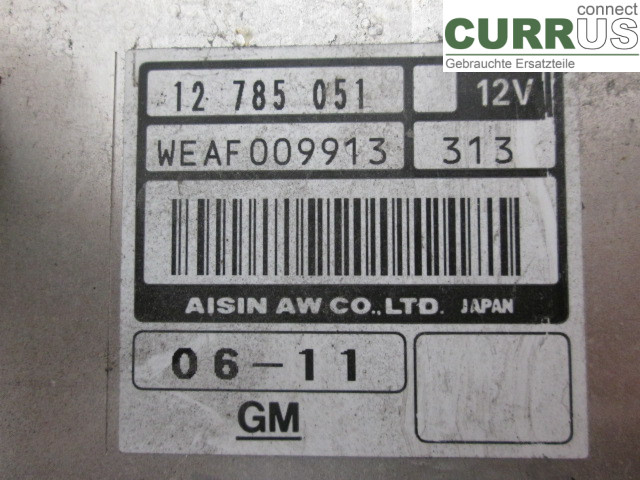 connect
CURRUS
Gebrauchte Ersatzteile
12 785 051 12V
WEAF009913 313
AISIN AW CO.,LTD. JAPAN
06-11
GM